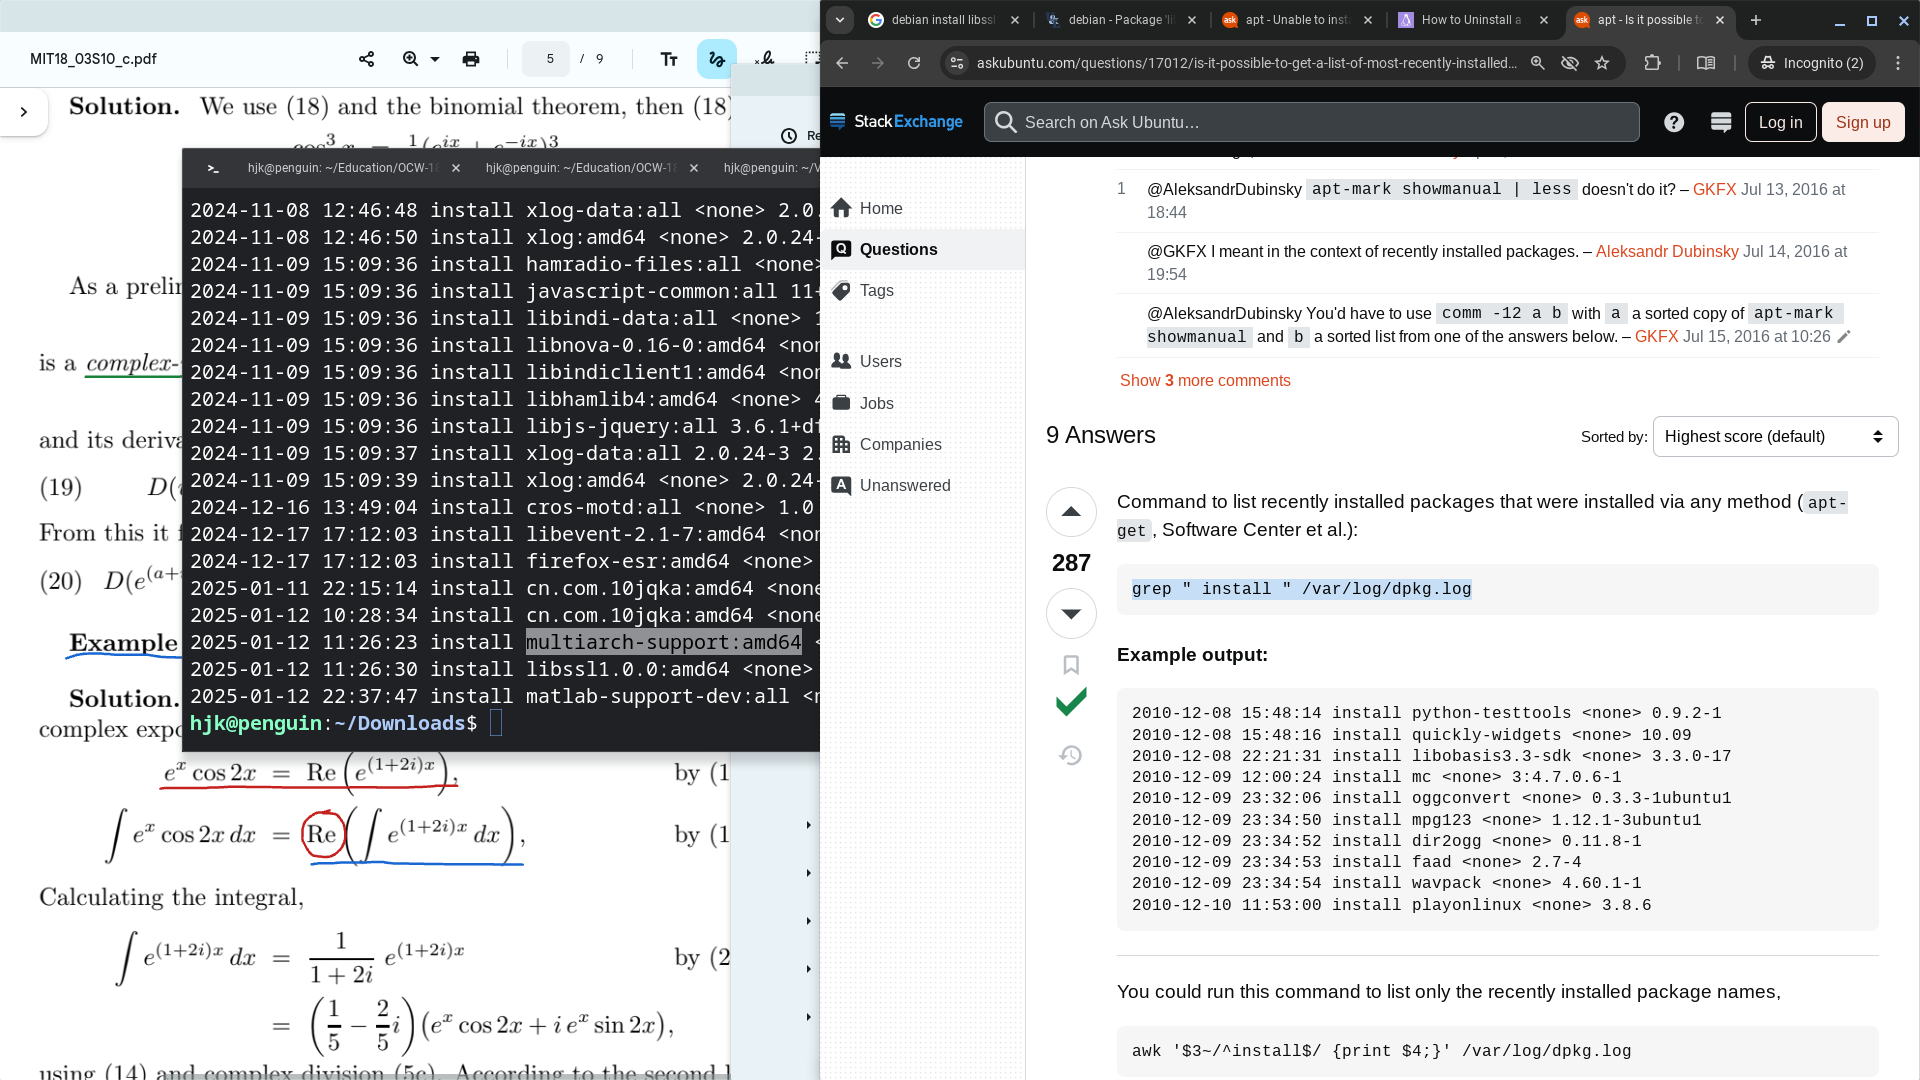 MIT18_03S10_c.pdf
5 / 9
Solution. We use (18) and the binomial theorem, then (18)
As a prelim
is a complex-
and its deriva
(19) D(
From this it f
(20) D(e^(a+
Example
Solution.
complex expo
e^x cos 2x = Re (e^(1+2i)x), by (1
∫ e^x cos 2x dx = Re (∫ e^(1+2i)x dx), by (1
Calculating the integral,
∫ e^(1+2i)x dx = 1/(1 + 2i) e^(1+2i)x by (2
= (1/5 − 2/5 i)(e^x cos 2x + i e^x sin 2x),
using (14) and complex division (5c). According to the second
Re
hjk@penguin: ~/Education/OCW-18
hjk@penguin: ~/Education/OCW-18
hjk@penguin: ~/V
2024-11-08 12:46:48 install xlog-data:all <none> 2.0.
2024-11-08 12:46:50 install xlog:amd64 <none> 2.0.24-
2024-11-09 15:09:36 install hamradio-files:all <none>
2024-11-09 15:09:36 install javascript-common:all 11+
2024-11-09 15:09:36 install libindi-data:all <none> 1
2024-11-09 15:09:36 install libnova-0.16-0:amd64 <non
2024-11-09 15:09:36 install libindiclient1:amd64 <non
2024-11-09 15:09:36 install libhamlib4:amd64 <none> 4
2024-11-09 15:09:36 install libjs-jquery:all 3.6.1+df
2024-11-09 15:09:37 install xlog-data:all 2.0.24-3 2.
2024-11-09 15:09:39 install xlog:amd64 <none> 2.0.24-
2024-12-16 13:49:04 install cros-motd:all <none> 1.0
2024-12-17 17:12:03 install libevent-2.1-7:amd64 <non
2024-12-17 17:12:03 install firefox-esr:amd64 <none>
2025-01-11 22:15:14 install cn.com.10jqka:amd64 <none
2025-01-12 10:28:34 install cn.com.10jqka:amd64 <none
2025-01-12 11:26:23 install multiarch-support:amd64 <
2025-01-12 11:26:30 install libssl1.0.0:amd64 <none>
2025-01-12 22:37:47 install matlab-support-dev:all <n
hjk@penguin:~/Downloads$
debian install libssl
debian - Package 'li
apt - Unable to inst
How to Uninstall a
apt - Is it possible to
askubuntu.com/questions/17012/is-it-possible-to-get-a-list-of-most-recently-installed...
Incognito (2)
StackExchange
Search on Ask Ubuntu…
Log in
Sign up
Home
Questions
Tags
Users
Jobs
Companies
Unanswered
1 @AleksandrDubinsky apt-mark showmanual | less doesn't do it? – GKFX Jul 13, 2016 at
18:44
@GKFX I meant in the context of recently installed packages. – Aleksandr Dubinsky Jul 14, 2016 at
19:54
@AleksandrDubinsky You'd have to use comm -12 a b with a a sorted copy of apt-mark
showmanual and b a sorted list from one of the answers below. – GKFX Jul 15, 2016 at 10:26
Show 3 more comments
9 Answers
Sorted by: Highest score (default)
287
Command to list recently installed packages that were installed via any method (apt-
get, Software Center et al.):
grep " install " /var/log/dpkg.log
Example output:
2010-12-08 15:48:14 install python-testtools <none> 0.9.2-1
2010-12-08 15:48:16 install quickly-widgets <none> 10.09
2010-12-08 22:21:31 install libobasis3.3-sdk <none> 3.3.0-17
2010-12-09 12:00:24 install mc <none> 3:4.7.0.6-1
2010-12-09 23:32:06 install oggconvert <none> 0.3.3-1ubuntu1
2010-12-09 23:34:50 install mpg123 <none> 1.12.1-3ubuntu1
2010-12-09 23:34:52 install dir2ogg <none> 0.11.8-1
2010-12-09 23:34:53 install faad <none> 2.7-4
2010-12-09 23:34:54 install wavpack <none> 4.60.1-1
2010-12-10 11:53:00 install playonlinux <none> 3.8.6
You could run this command to list only the recently installed package names,
awk '$3~/^install$/ {print $4;}' /var/log/dpkg.log